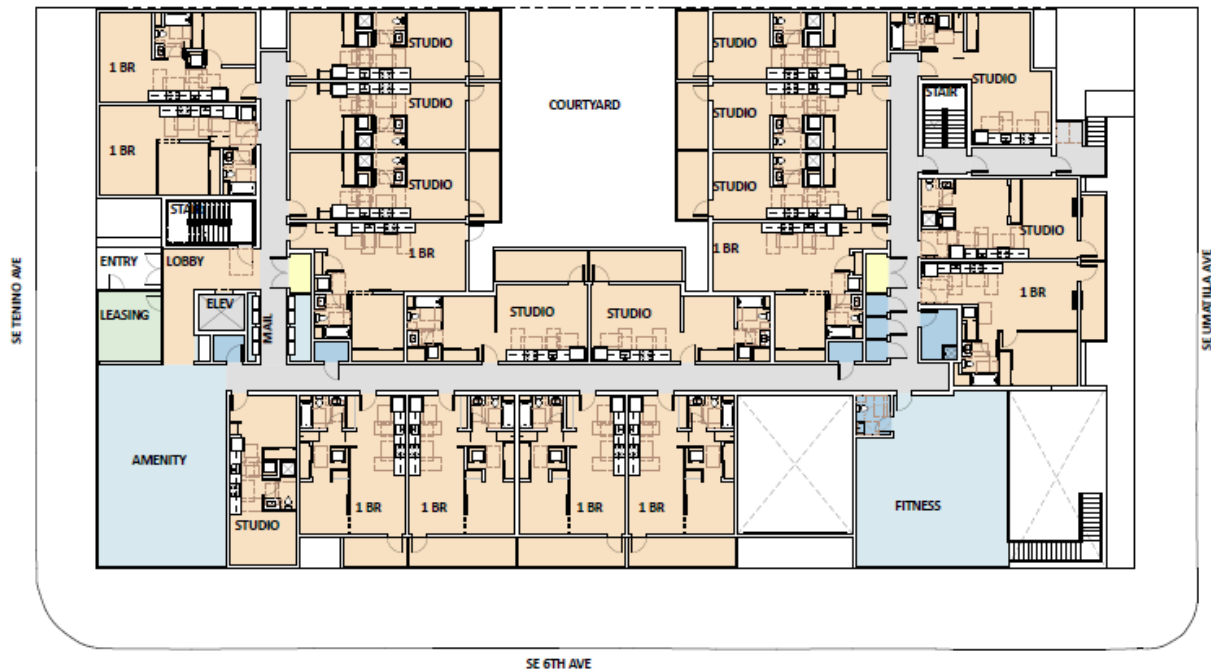 1 BR
STUDIO
STUDIO
STUDIO
STUDIO
STAIR
COURTYARD
STUDIO
STUDIO
1 BR
STUDIO
STUDIO
STAIR
STUDIO
ENTRY
LOBBY
1 BR
1 BR
LEASING
ELEV
MAIL
STUDIO
STUDIO
1 BR
SE TENINO AVE
SE UMATILLA AVE
AMENITY
STUDIO
1 BR
1 BR
1 BR
1 BR
FITNESS
SE 6TH AVE